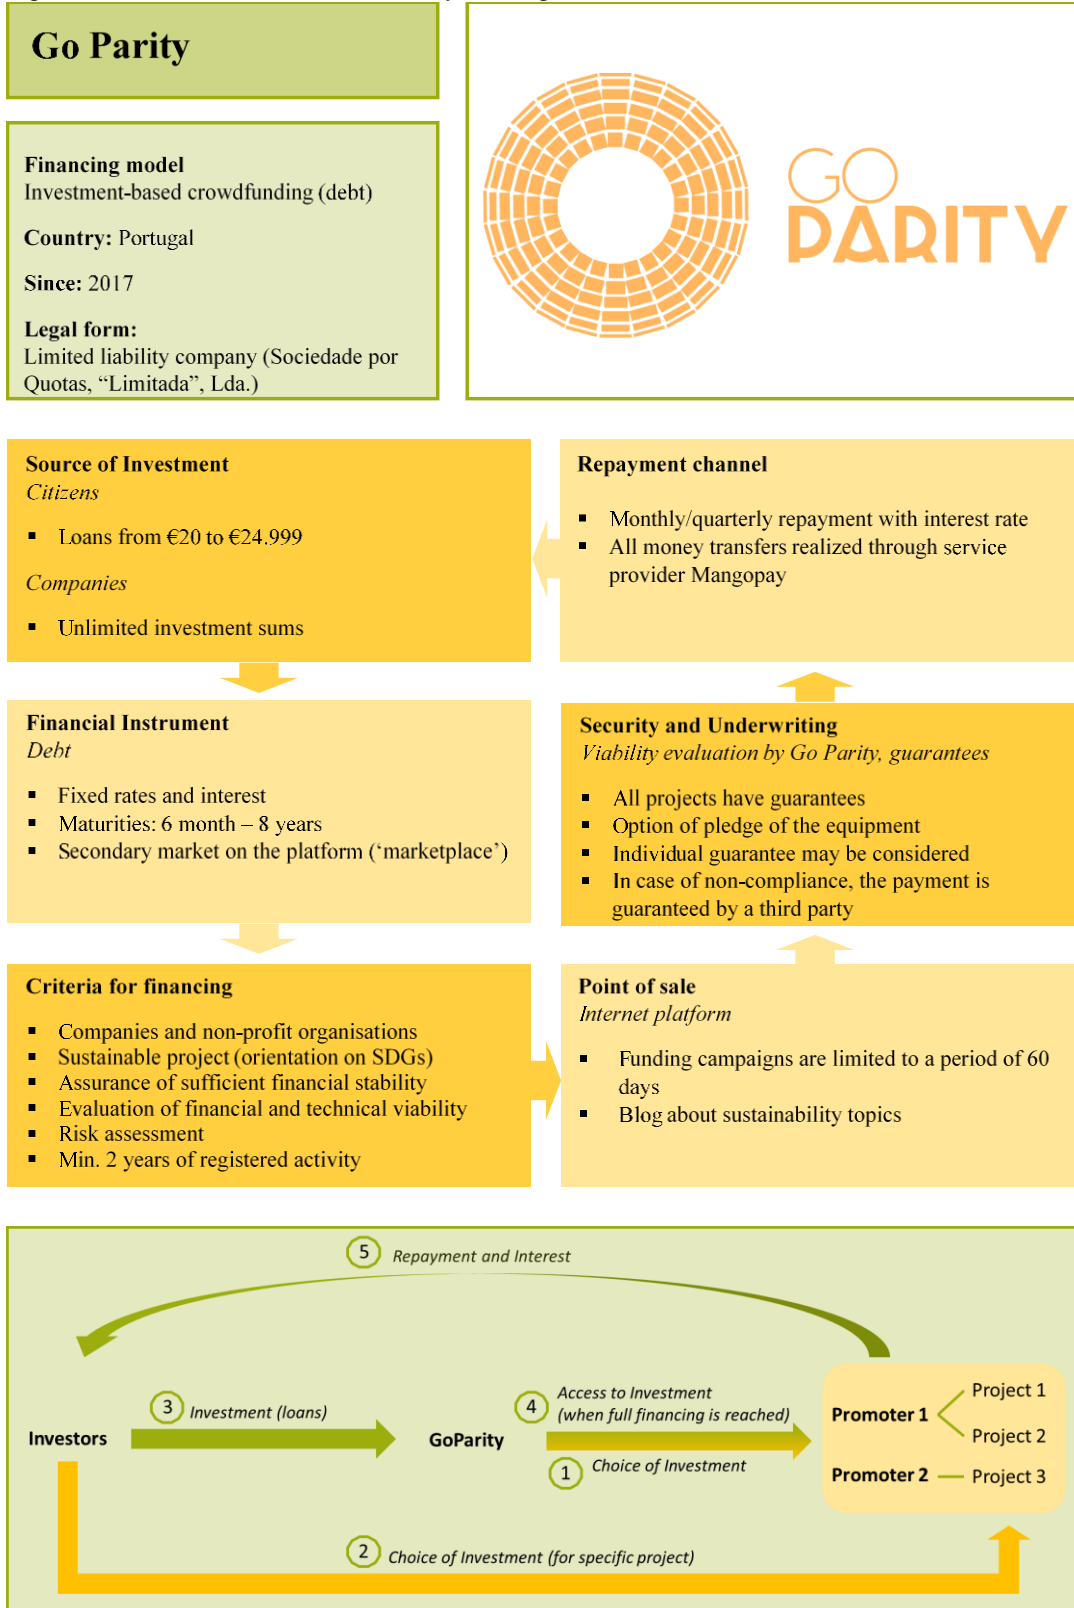 Go Parity
GO
PARITY
Financing model
Investment-based crowdfunding (debt)
Country: Portugal
Since: 2017
Legal form:
Limited liability company (Sociedade por
Quotas, “Limitada”, Lda.)
Source of Investment
Citizens
▪ Loans from €20 to €24.999
Companies
▪ Unlimited investment sums
Repayment channel
▪ Monthly/quarterly repayment with interest rate
▪ All money transfers realized through service
provider Mangopay
Financial Instrument
Debt
▪ Fixed rates and interest
▪ Maturities: 6 month – 8 years
▪ Secondary market on the platform (‘marketplace’)
Security and Underwriting
Viability evaluation by Go Parity, guarantees
▪ All projects have guarantees
▪ Option of pledge of the equipment
▪ Individual guarantee may be considered
▪ In case of non-compliance, the payment is
guaranteed by a third party
Criteria for financing
▪ Companies and non-profit organisations
▪ Sustainable project (orientation on SDGs)
▪ Assurance of sufficient financial stability
▪ Evaluation of financial and technical viability
▪ Risk assessment
▪ Min. 2 years of registered activity
Point of sale
Internet platform
▪ Funding campaigns are limited to a period of 60
days
▪ Blog about sustainability topics
5 Repayment and Interest
3 Investment (loans)
4 Access to Investment
(when full financing is reached)
Investors
GoParity
1 Choice of Investment
Promoter 1
Project 1
Project 2
Promoter 2
Project 3
2 Choice of Investment (for specific project)